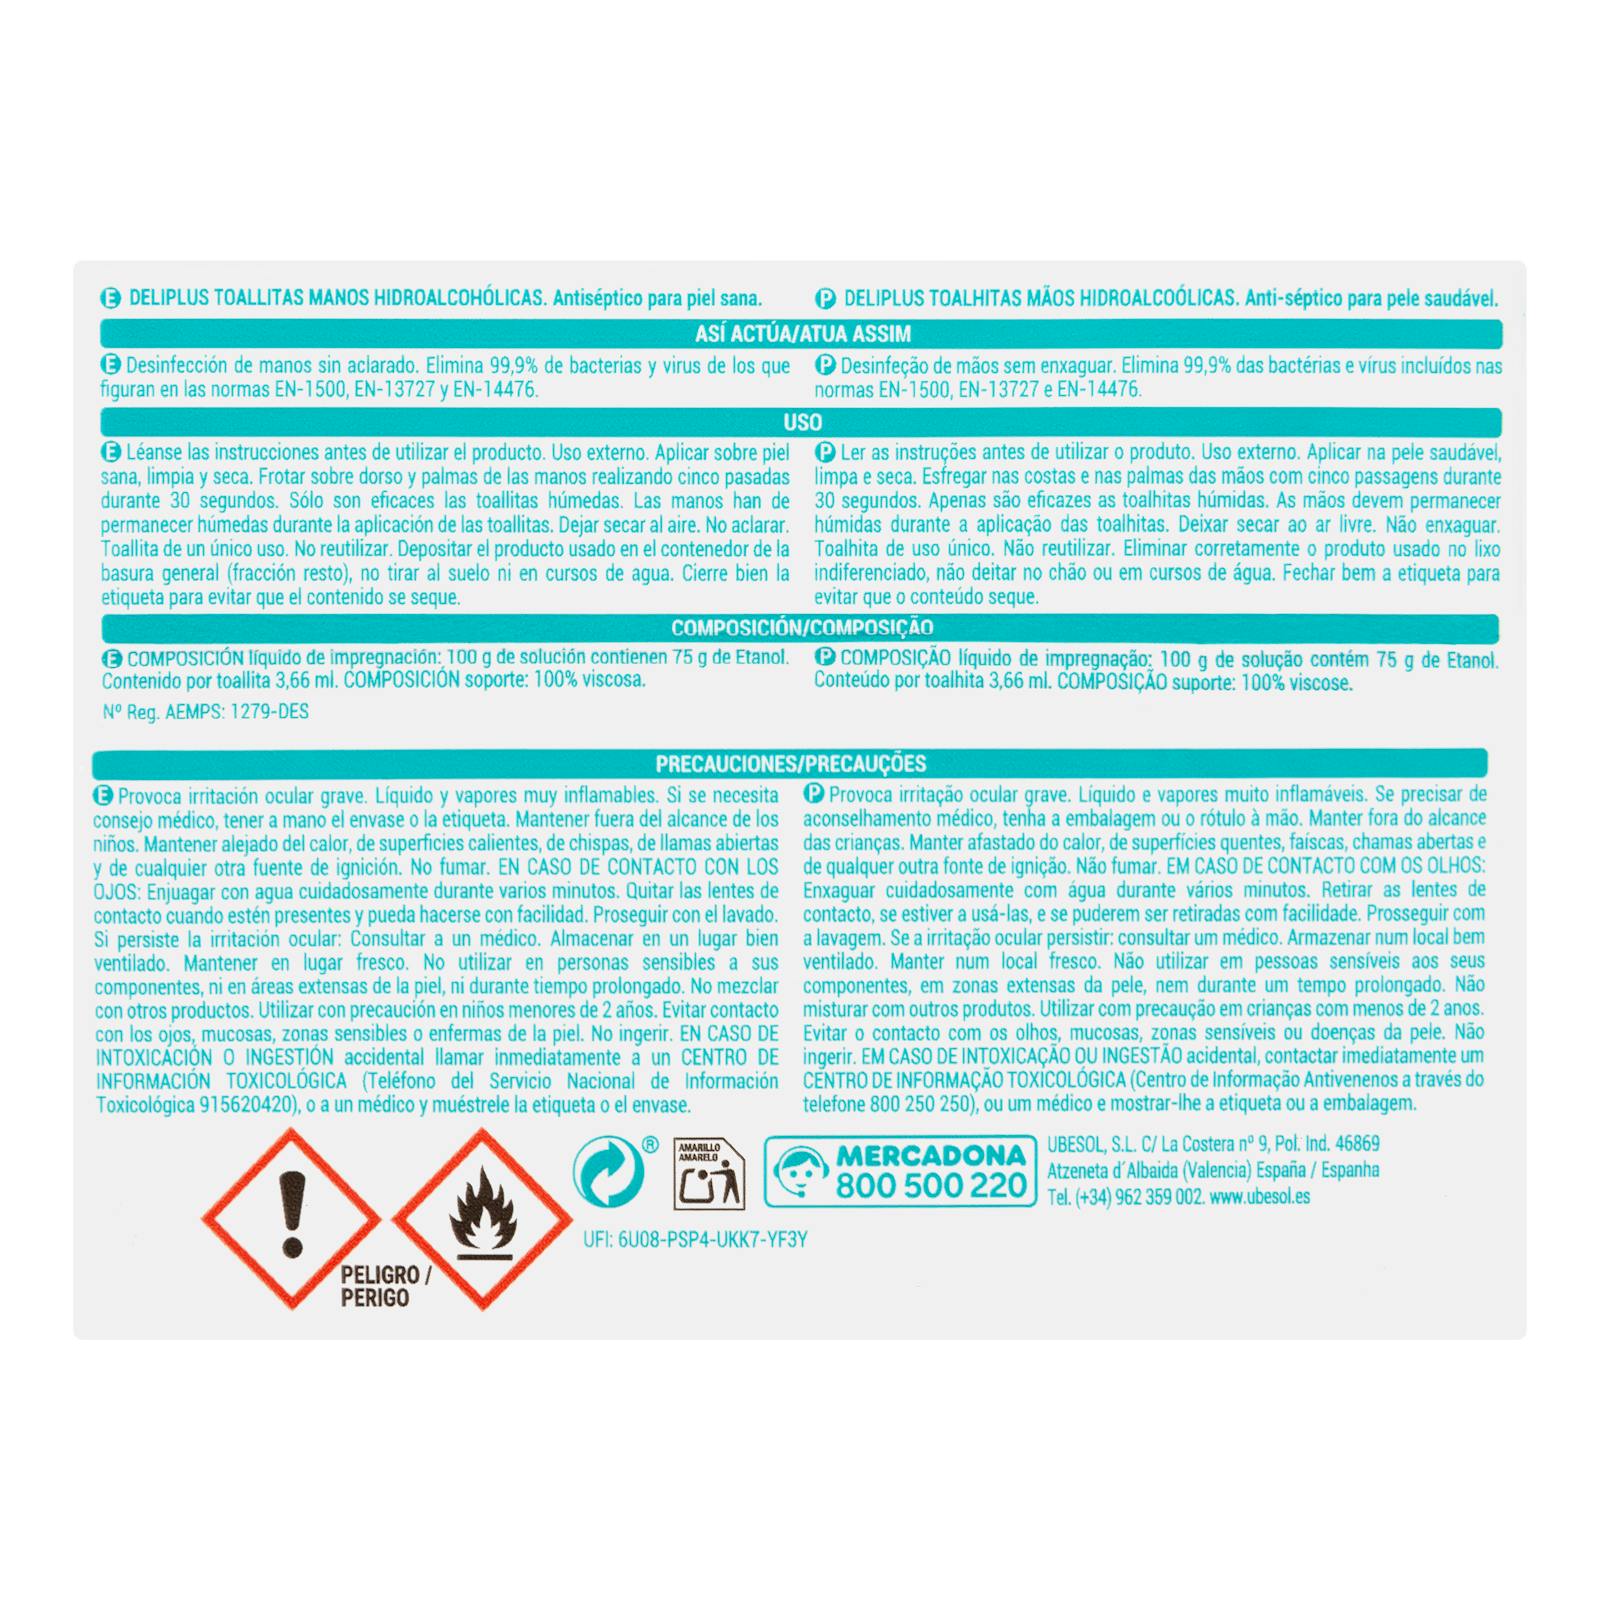 E DELIPLUS TOALLITAS MANOS HIDROALCOHÓLICAS. Antiséptico para piel sana.
P DELIPLUS TOALHITAS MÃOS HIDROALCOÓLICAS. Anti-séptico para pele saudável.
ASÍ ACTÚA/ATUA ASSIM
E Desinfección de manos sin aclarado. Elimina 99,9% de bacterias y virus de los que
figuran en las normas EN-1500, EN-13727 y EN-14476.
P Desinfeção de mãos sem enxaguar. Elimina 99,9% das bactérias e vírus incluídos nas
normas EN-1500, EN-13727 e EN-14476.
USO
E Léanse las instrucciones antes de utilizar el producto. Uso externo. Aplicar sobre piel
sana, limpia y seca. Frotar sobre dorso y palmas de las manos realizando cinco pasadas
durante 30 segundos. Sólo son eficaces las toallitas húmedas. Las manos han de
permanecer húmedas durante la aplicación de las toallitas. Dejar secar al aire. No aclarar.
Toallita de un único uso. No reutilizar. Depositar el producto usado en el contenedor de la
basura general (fracción resto), no tirar al suelo ni en cursos de agua. Cierre bien la
etiqueta para evitar que el contenido se seque.
P Ler as instruções antes de utilizar o produto. Uso externo. Aplicar na pele saudável,
limpa e seca. Esfregar nas costas e nas palmas das mãos com cinco passagens durante
30 segundos. Apenas são eficazes as toalhitas húmidas. As mãos devem permanecer
húmidas durante a aplicação das toalhitas. Deixar secar ao ar livre. Não enxaguar.
Toalhita de uso único. Não reutilizar. Eliminar corretamente o produto usado no lixo
indiferenciado, não deitar no chão ou em cursos de água. Fechar bem a etiqueta para
evitar que o conteúdo seque.
COMPOSICIÓN/COMPOSIÇÃO
E COMPOSICIÓN líquido de impregnación: 100 g de solución contienen 75 g de Etanol.
Contenido por toallita 3,66 ml. COMPOSICIÓN soporte: 100% viscosa.
P COMPOSIÇÃO líquido de impregnação: 100 g de solução contém 75 g de Etanol.
Conteúdo por toalhita 3,66 ml. COMPOSIÇÃO suporte: 100% viscose.
Nº Reg. AEMPS: 1279-DES
PRECAUCIONES/PRECAUÇÕES
E Provoca irritación ocular grave. Líquido y vapores muy inflamables. Si se necesita
consejo médico, tener a mano el envase o la etiqueta. Mantener fuera del alcance de los
niños. Mantener alejado del calor, de superficies calientes, de chispas, de llamas abiertas
y de cualquier otra fuente de ignición. No fumar. EN CASO DE CONTACTO CON LOS
OJOS: Enjuagar con agua cuidadosamente durante varios minutos. Quitar las lentes de
contacto cuando estén presentes y pueda hacerse con facilidad. Proseguir con el lavado.
Si persiste la irritación ocular: Consultar a un médico. Almacenar en un lugar bien
ventilado. Mantener en lugar fresco. No utilizar en personas sensibles a sus
componentes, ni en áreas extensas de la piel, ni durante tiempo prolongado. No mezclar
con otros productos. Utilizar con precaución en niños menores de 2 años. Evitar contacto
con los ojos, mucosas, zonas sensibles o enfermas de la piel. No ingerir. EN CASO DE
INTOXICACIÓN O INGESTIÓN accidental llamar inmediatamente a un CENTRO DE
INFORMACIÓN TOXICOLÓGICA (Teléfono del Servicio Nacional de Información
Toxicológica 915620420), o a un médico y muéstrele la etiqueta o el envase.
P Provoca irritação ocular grave. Líquido e vapores muito inflamáveis. Se precisar de
aconselhamento médico, tenha a embalagem ou o rótulo à mão. Manter fora do alcance
das crianças. Manter afastado do calor, de superfícies quentes, faíscas, chamas abertas e
de qualquer outra fonte de ignição. Não fumar. EM CASO DE CONTACTO COM OS OLHOS:
Enxaguar cuidadosamente com água durante vários minutos. Retirar as lentes de
contacto, se estiver a usá-las, e se puderem ser retiradas com facilidade. Prosseguir com
a lavagem. Se a irritação ocular persistir: consultar um médico. Armazenar num local bem
ventilado. Manter num local fresco. Não utilizar em pessoas sensíveis aos seus
componentes, em zonas extensas da pele, nem durante um tempo prolongado. Não
misturar com outros produtos. Utilizar com precaução em crianças com menos de 2 anos.
Evitar o contacto com os olhos, mucosas, zonas sensíveis ou doenças da pele. Não
ingerir. EM CASO DE INTOXICAÇÃO OU INGESTÃO acidental, contactar imediatamente um
CENTRO DE INFORMAÇÃO TOXICOLÓGICA (Centro de Informação Antivenenos a través do
telefone 800 250 250), ou um médico e mostrar-lhe a etiqueta ou a embalagem.
PELIGRO /
PERIGO
®
AMARILLO
AMARELO
MERCADONA
800 500 220
UBESOL, S.L. C/ La Costera nº 9, Pol. Ind. 46869
Atzeneta d´Albaida (Valencia) España / Espanha
Tel. (+34) 962 359 002. www.ubesol.es
UFI: 6U08-PSP4-UKK7-YF3Y